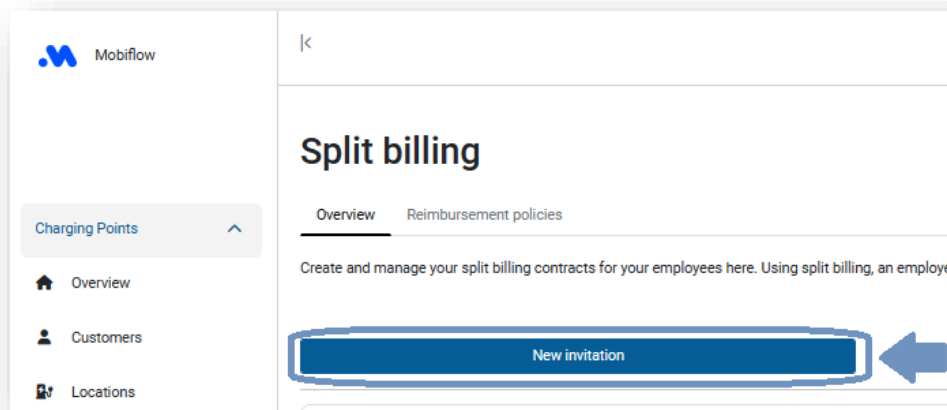 Mobiflow
Split billing
Overview Reimbursement policies
Charging Points
Create and manage your split billing contracts for your employees here. Using split billing, an employe
Overview
Customers
New invitation
Locations